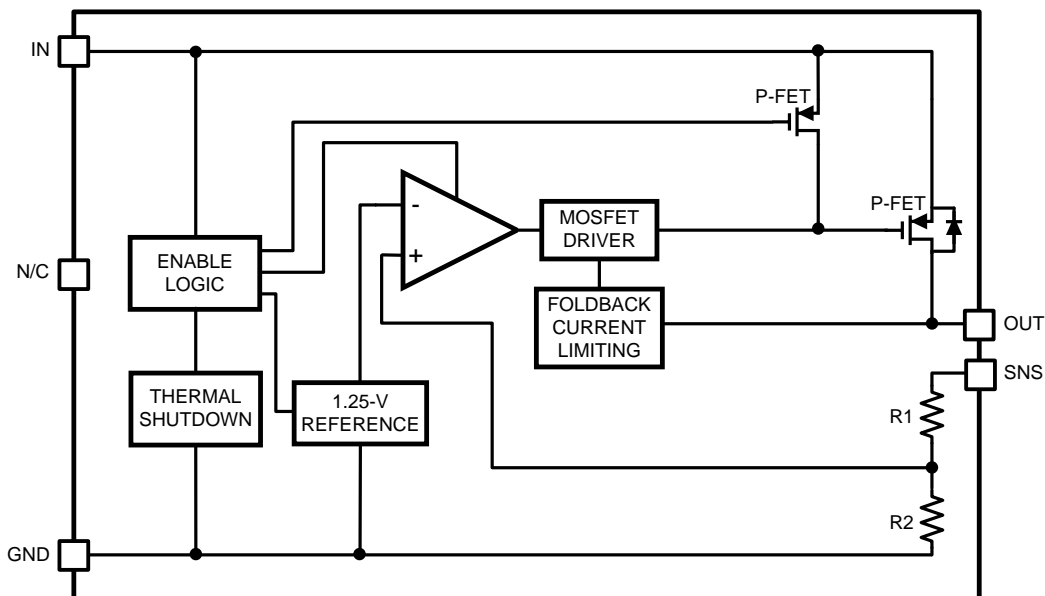 IN
P-FET
P-FET
-
+
MOSFET
DRIVER
N/C
ENABLE
LOGIC
FOLDBACK
CURRENT
LIMITING
OUT
SNS
THERMAL
SHUTDOWN
1.25-V
REFERENCE
R1
R2
GND